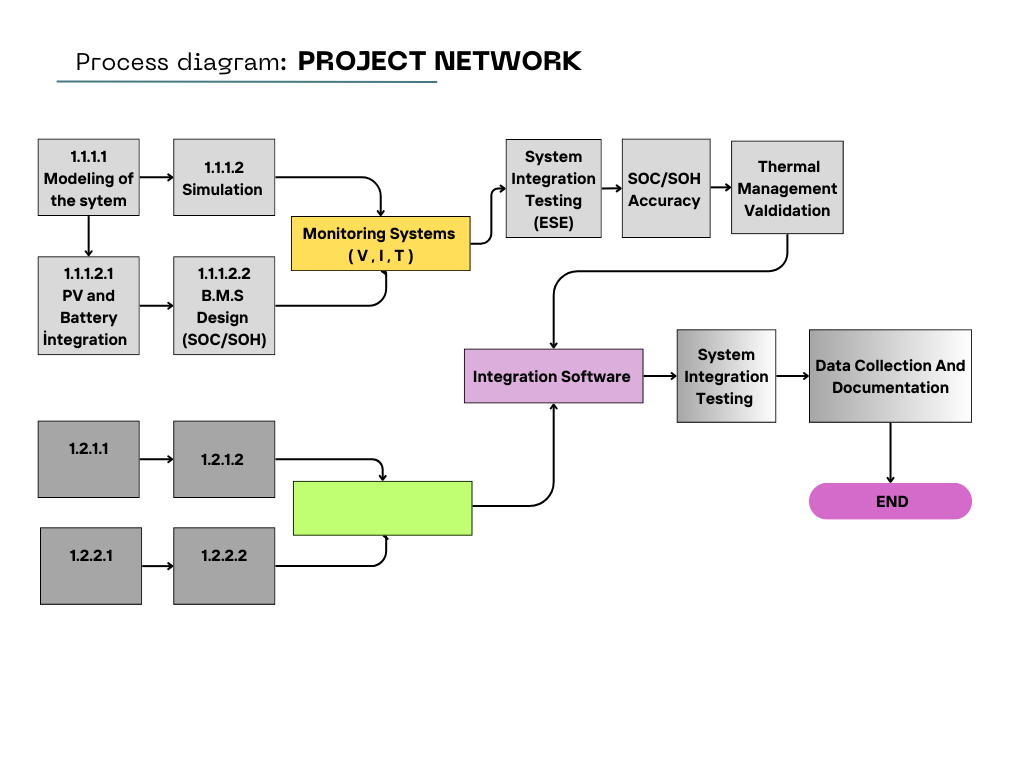 Process diagram: PROJECT NETWORK
1.1.1.1
Modeling of
the sytem
1.1.1.2
Simulation
Monitoring Systems
( V , I , T )
System
Integration
Testing
(ESE)
SOC/SOH
Accuracy
Thermal
Management
Valdidation
1.1.1.2.1
PV and
Battery
İntegration
1.1.1.2.2
B.M.S
Design
(SOC/SOH)
Integration Software
System
Integration
Testing
Data Collection And
Documentation
1.2.1.1
1.2.1.2
END
1.2.2.1
1.2.2.2